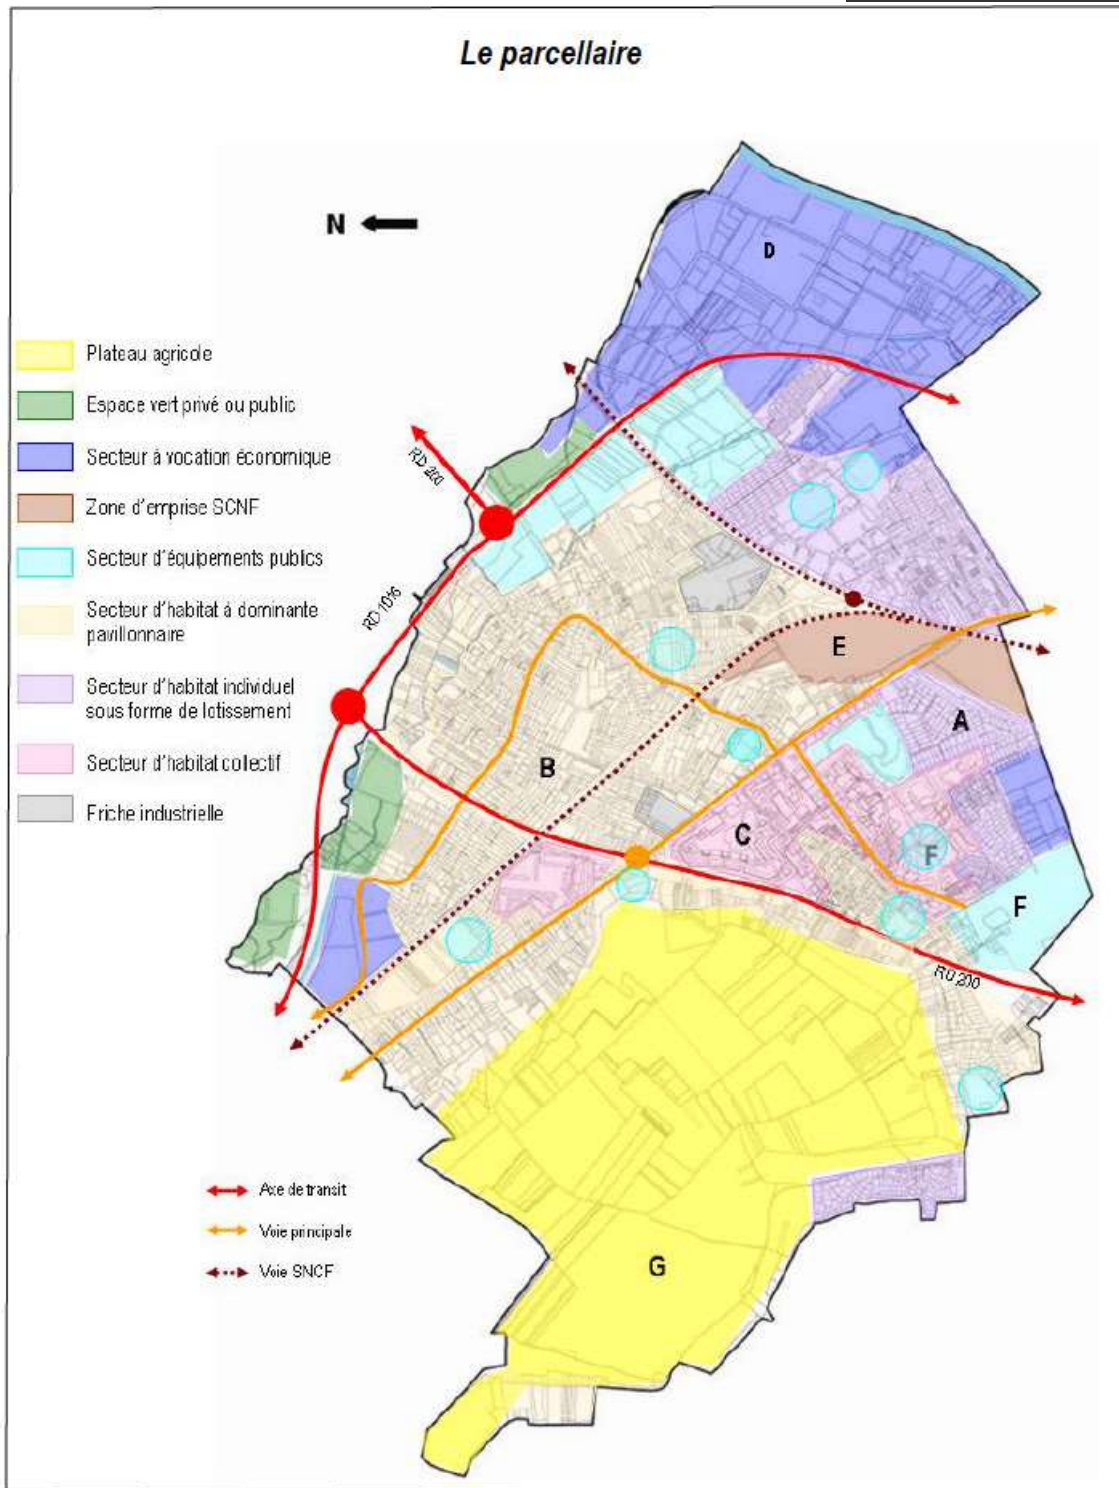 Le parcellaire
N
D
Plateau agricole
Espace vert privé ou public
Secteur à vocation économique
Zone d'emprise SCNF
Secteur d'équipements publics
Secteur d'habitat à dominante
pavillonnaire
Secteur d'habitat individuel
sous forme de lotissement
Secteur d'habitat collectif
Friche industrielle
RD 200
RD 1016
E
A
B
C
F
F
RD 200
G
Axe de transit
Voie principale
Voie SNCF